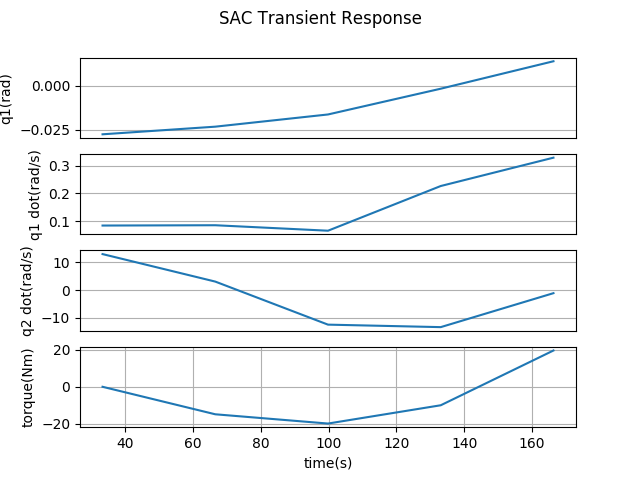 SAC Transient Response
q1(rad)
0.000
−0.025
q1 dot(rad/s)
0.3
0.2
0.1
q2 dot(rad/s)
10
0
−10
torque(Nm)
20
0
−20
40 60 80 100 120 140 160
time(s)